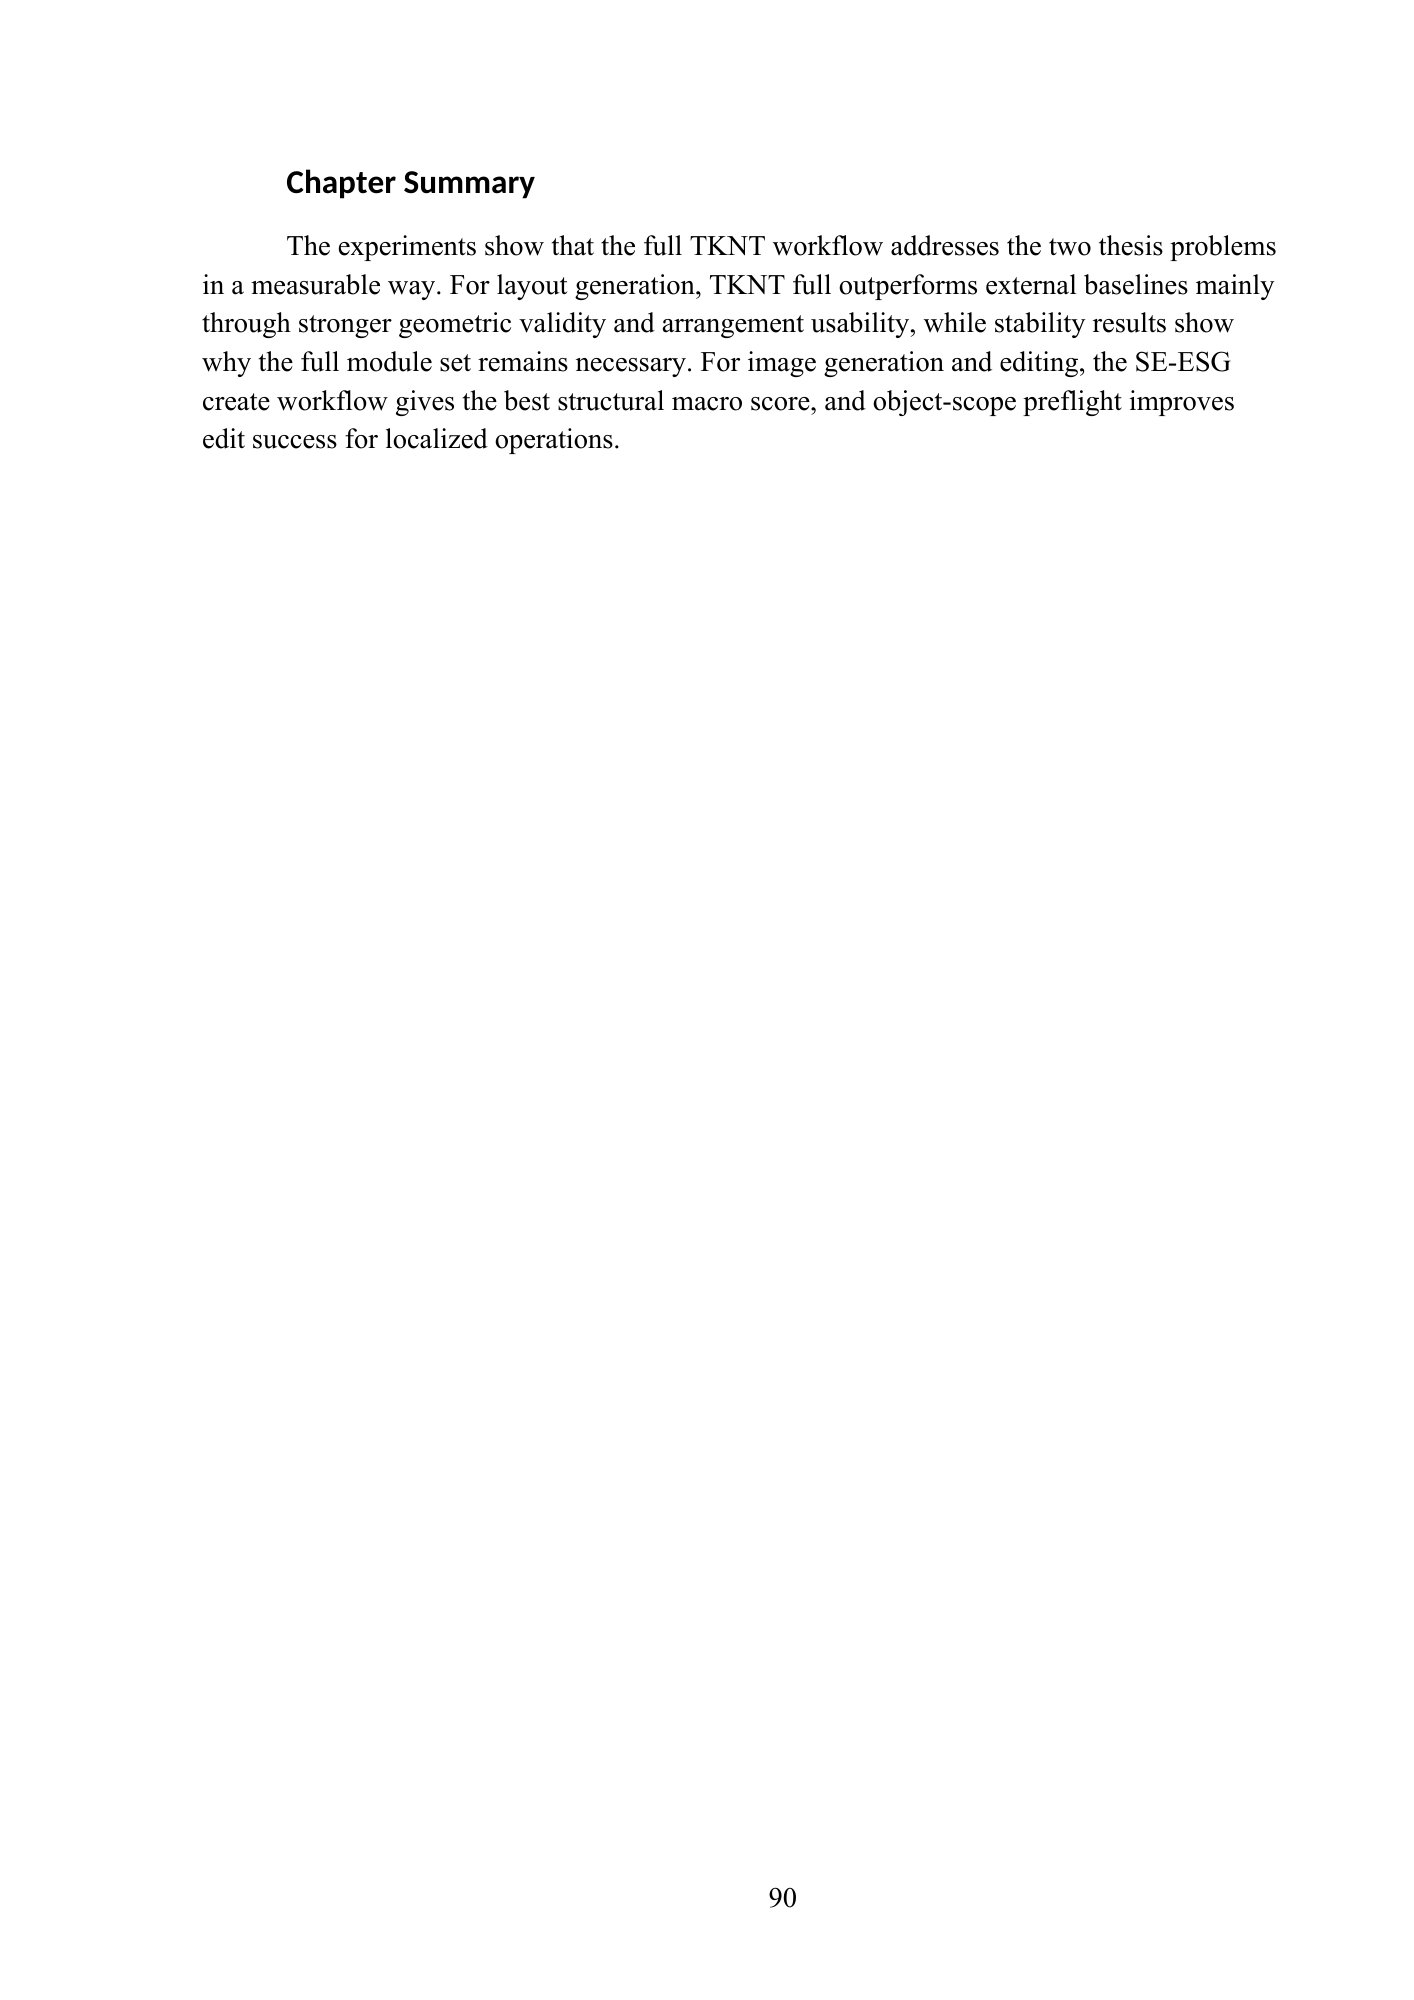 Chapter Summary
The experiments show that the full TKNT workflow addresses the two thesis problems
in a measurable way. For layout generation, TKNT full outperforms external baselines mainly
through stronger geometric validity and arrangement usability, while stability results show
why the full module set remains necessary. For image generation and editing, the SE-ESG
create workflow gives the best structural macro score, and object-scope preflight improves
edit success for localized operations.
90